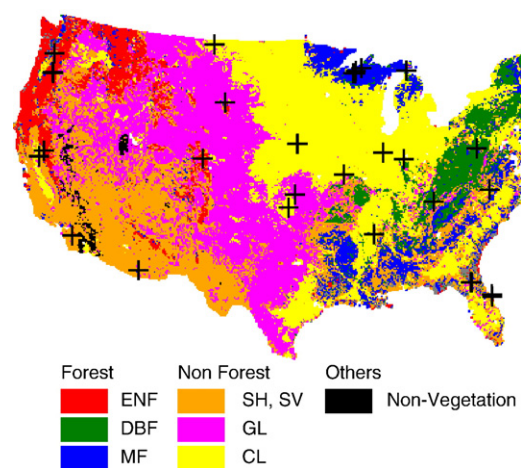 Forest Non Forest Others
ENF SH, SV Non-Vegetation
DBF GL
MF CL